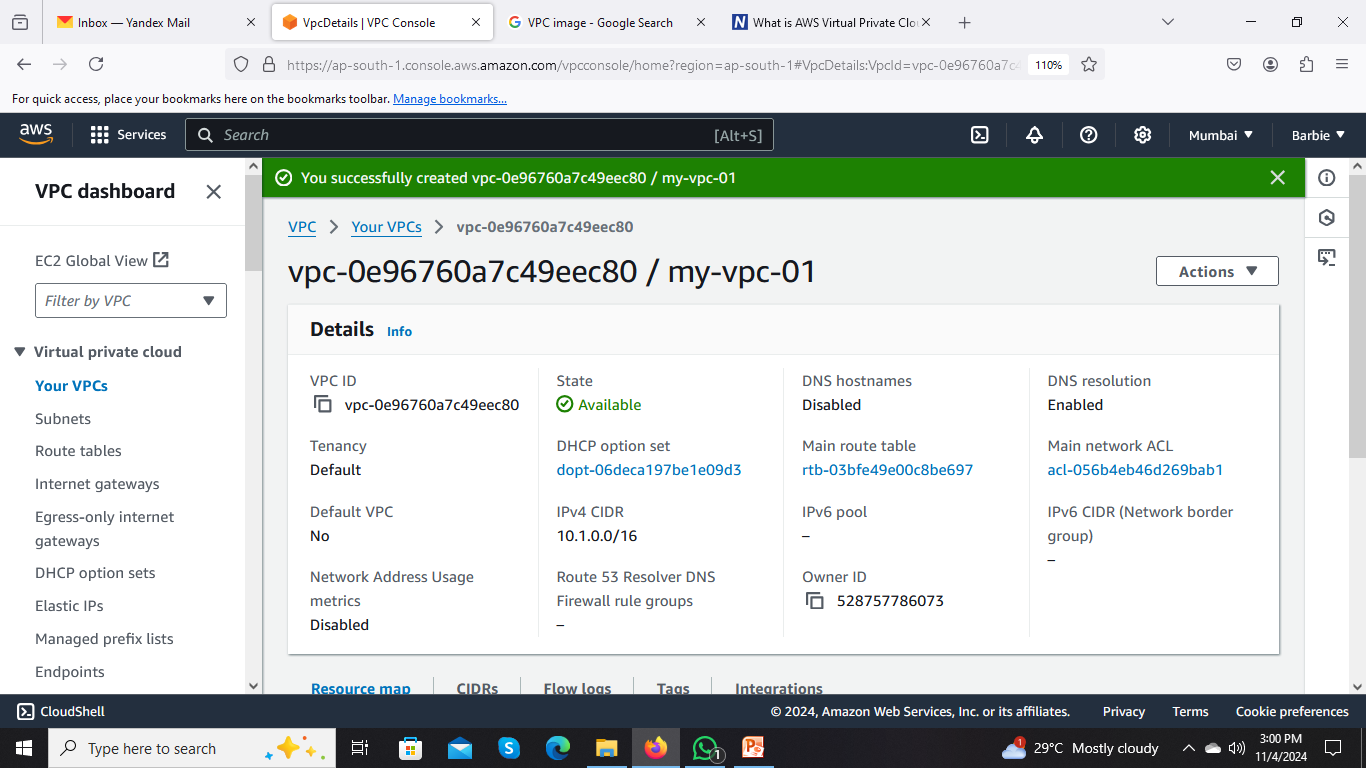 Inbox — Yandex Mail
VpcDetails | VPC Console
VPC image - Google Search
What is AWS Virtual Private Clo
https://ap-south-1.console.aws.amazon.com/vpcconsole/home?region=ap-south-1#VpcDetails:VpcId=vpc-0e96760a7c4
110%
For quick access, place your bookmarks here on the bookmarks toolbar. Manage bookmarks...
aws
Services
Search
[Alt+S]
Mumbai
Barbie
VPC dashboard
EC2 Global View
Filter by VPC
Virtual private cloud
Your VPCs
Subnets
Route tables
Internet gateways
Egress-only internet
gateways
DHCP option sets
Elastic IPs
Managed prefix lists
Endpoints
You successfully created vpc-0e96760a7c49eec80 / my-vpc-01
VPC
Your VPCs
vpc-0e96760a7c49eec80
vpc-0e96760a7c49eec80 / my-vpc-01
Actions
Details Info
VPC ID
vpc-0e96760a7c49eec80
State
Available
DNS hostnames
Disabled
DNS resolution
Enabled
Tenancy
Default
DHCP option set
dopt-06deca197be1e09d3
Main route table
rtb-03bfe49e00c8be697
Main network ACL
acl-056b4eb46d269bab1
Default VPC
No
IPv4 CIDR
10.1.0.0/16
IPv6 pool
–
IPv6 CIDR (Network border
group)
–
Network Address Usage
metrics
Disabled
Route 53 Resolver DNS
Firewall rule groups
–
Owner ID
528757786073
Resource map
CIDRs
Flow logs
Tags
Integrations
CloudShell
© 2024, Amazon Web Services, Inc. or its affiliates.
Privacy
Terms
Cookie preferences
Type here to search
1
1
29°C Mostly cloudy
3:00 PM
11/4/2024